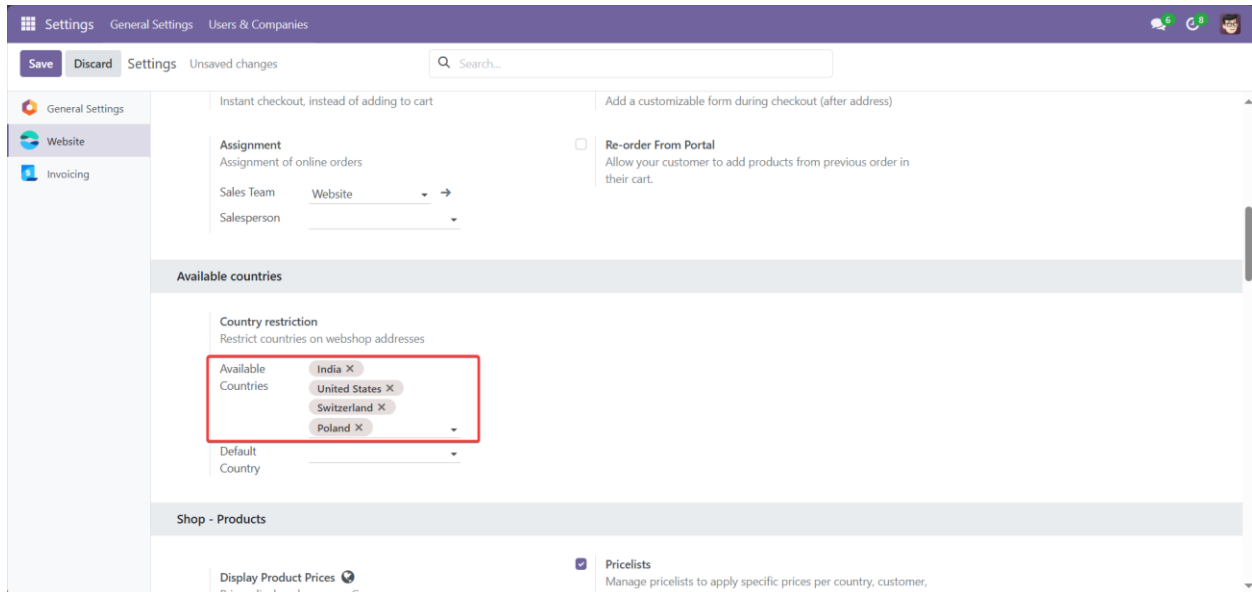 Settings General Settings Users & Companies 6 8
Save Discard Settings Unsaved changes Search...
General Settings
Website
Invoicing
Instant checkout, instead of adding to cart
Add a customizable form during checkout (after address)
Assignment
Assignment of online orders
Sales Team Website
Salesperson
Re-order From Portal
Allow your customer to add products from previous order in
their cart.
Available countries
Country restriction
Restrict countries on webshop addresses
Available
Countries
India ×
United States ×
Switzerland ×
Poland ×
Default
Country
Shop - Products
Display Product Prices
Pricelists
Manage pricelists to apply specific prices per country, customer,